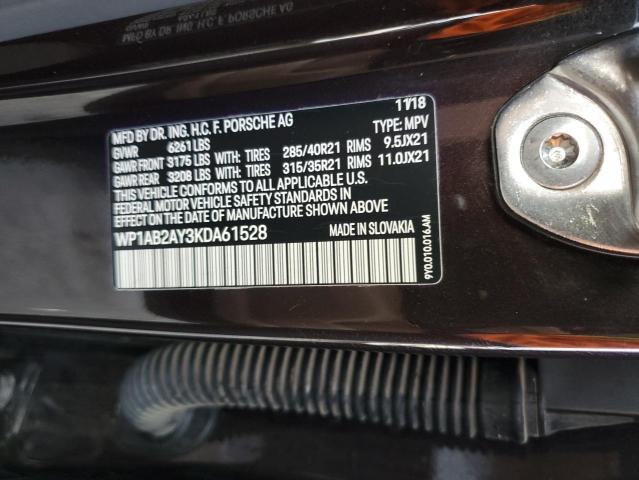 11/18
MFD BY DR. ING. H.C. F. PORSCHE AG TYPE: MPV
GVWR 6261 LBS
GAWR FRONT 3175 LBS WITH: TIRES 285/40R21 RIMS 9.5JX21
GAWR REAR 3208 LBS WITH: TIRES 315/35R21 RIMS 11.0JX21
THIS VEHICLE CONFORMS TO ALL APPLICABLE U.S.
FEDERAL MOTOR VEHICLE SAFETY STANDARDS IN
EFFECT ON THE DATE OF MANUFACTURE SHOWN ABOVE
WP1AB2AY3KDA61528 MADE IN SLOVAKIA
9Y0.010.016.AM